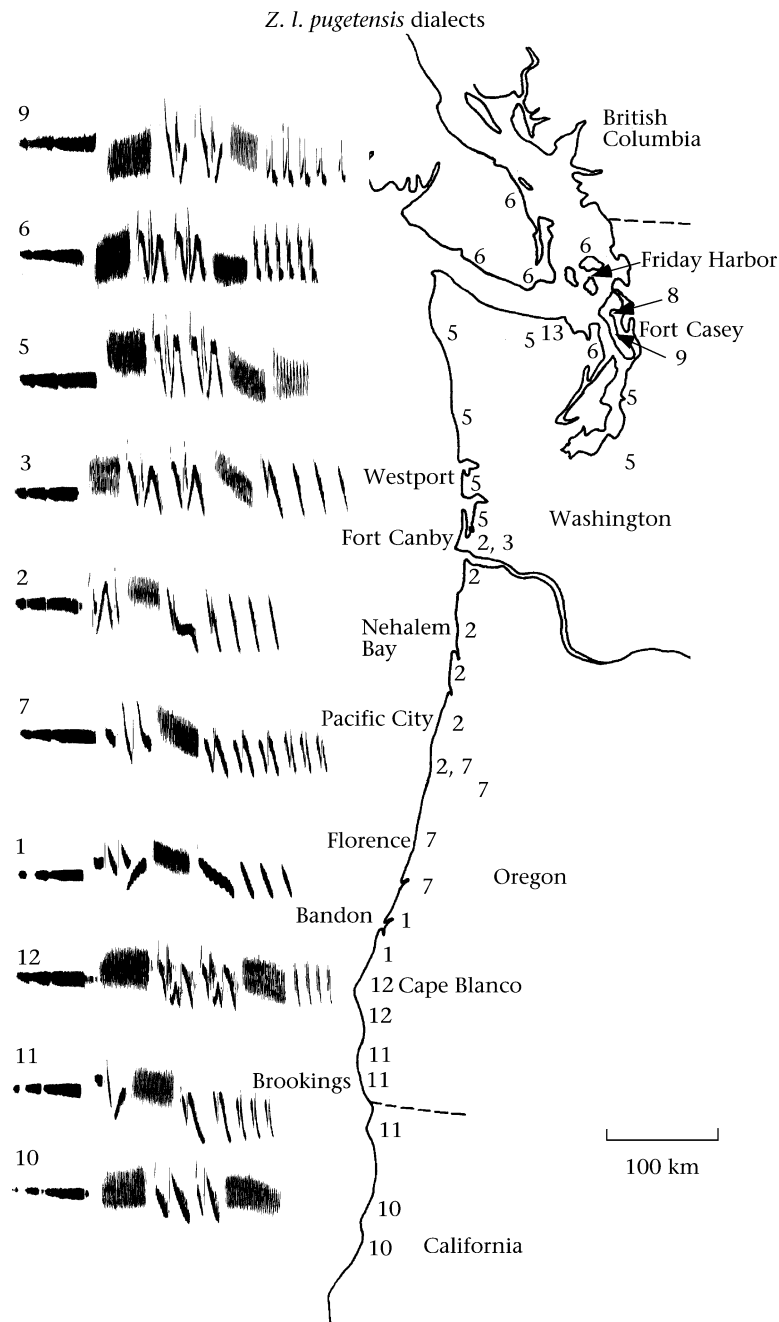 Z. l. pugetensis dialects
9
British
Columbia
6
6
6
6
6
Friday Harbor
8
5
5
13
5
Fort Casey
6
9
5
5
3
Westport
5
5
5
Washington
Fort Canby
2, 3
2
2
Nehalem
Bay
2
2
7
Pacific City
2
2, 7
7
1
Florence
7
7
Oregon
Bandon
1
12
1
12 Cape Blanco
12
11
11
Brookings
11
11
10
100 km
10
10
California